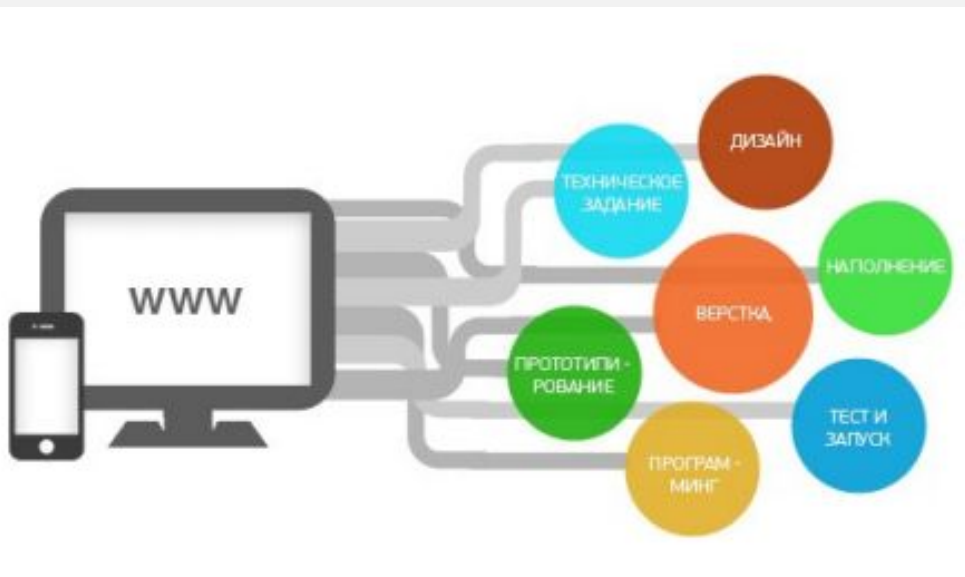 WWW
ДИЗАЙН
ТЕХНИЧЕСКОЕ
ЗАДАНИЕ
НАПОЛНЕНИЕ
ВЕРСТКА,
ПРОТОТИПИ -
РОВАНИЕ
ТЕСТ И
ЗАПУСК
ПРОГРАМ -
МИНГ